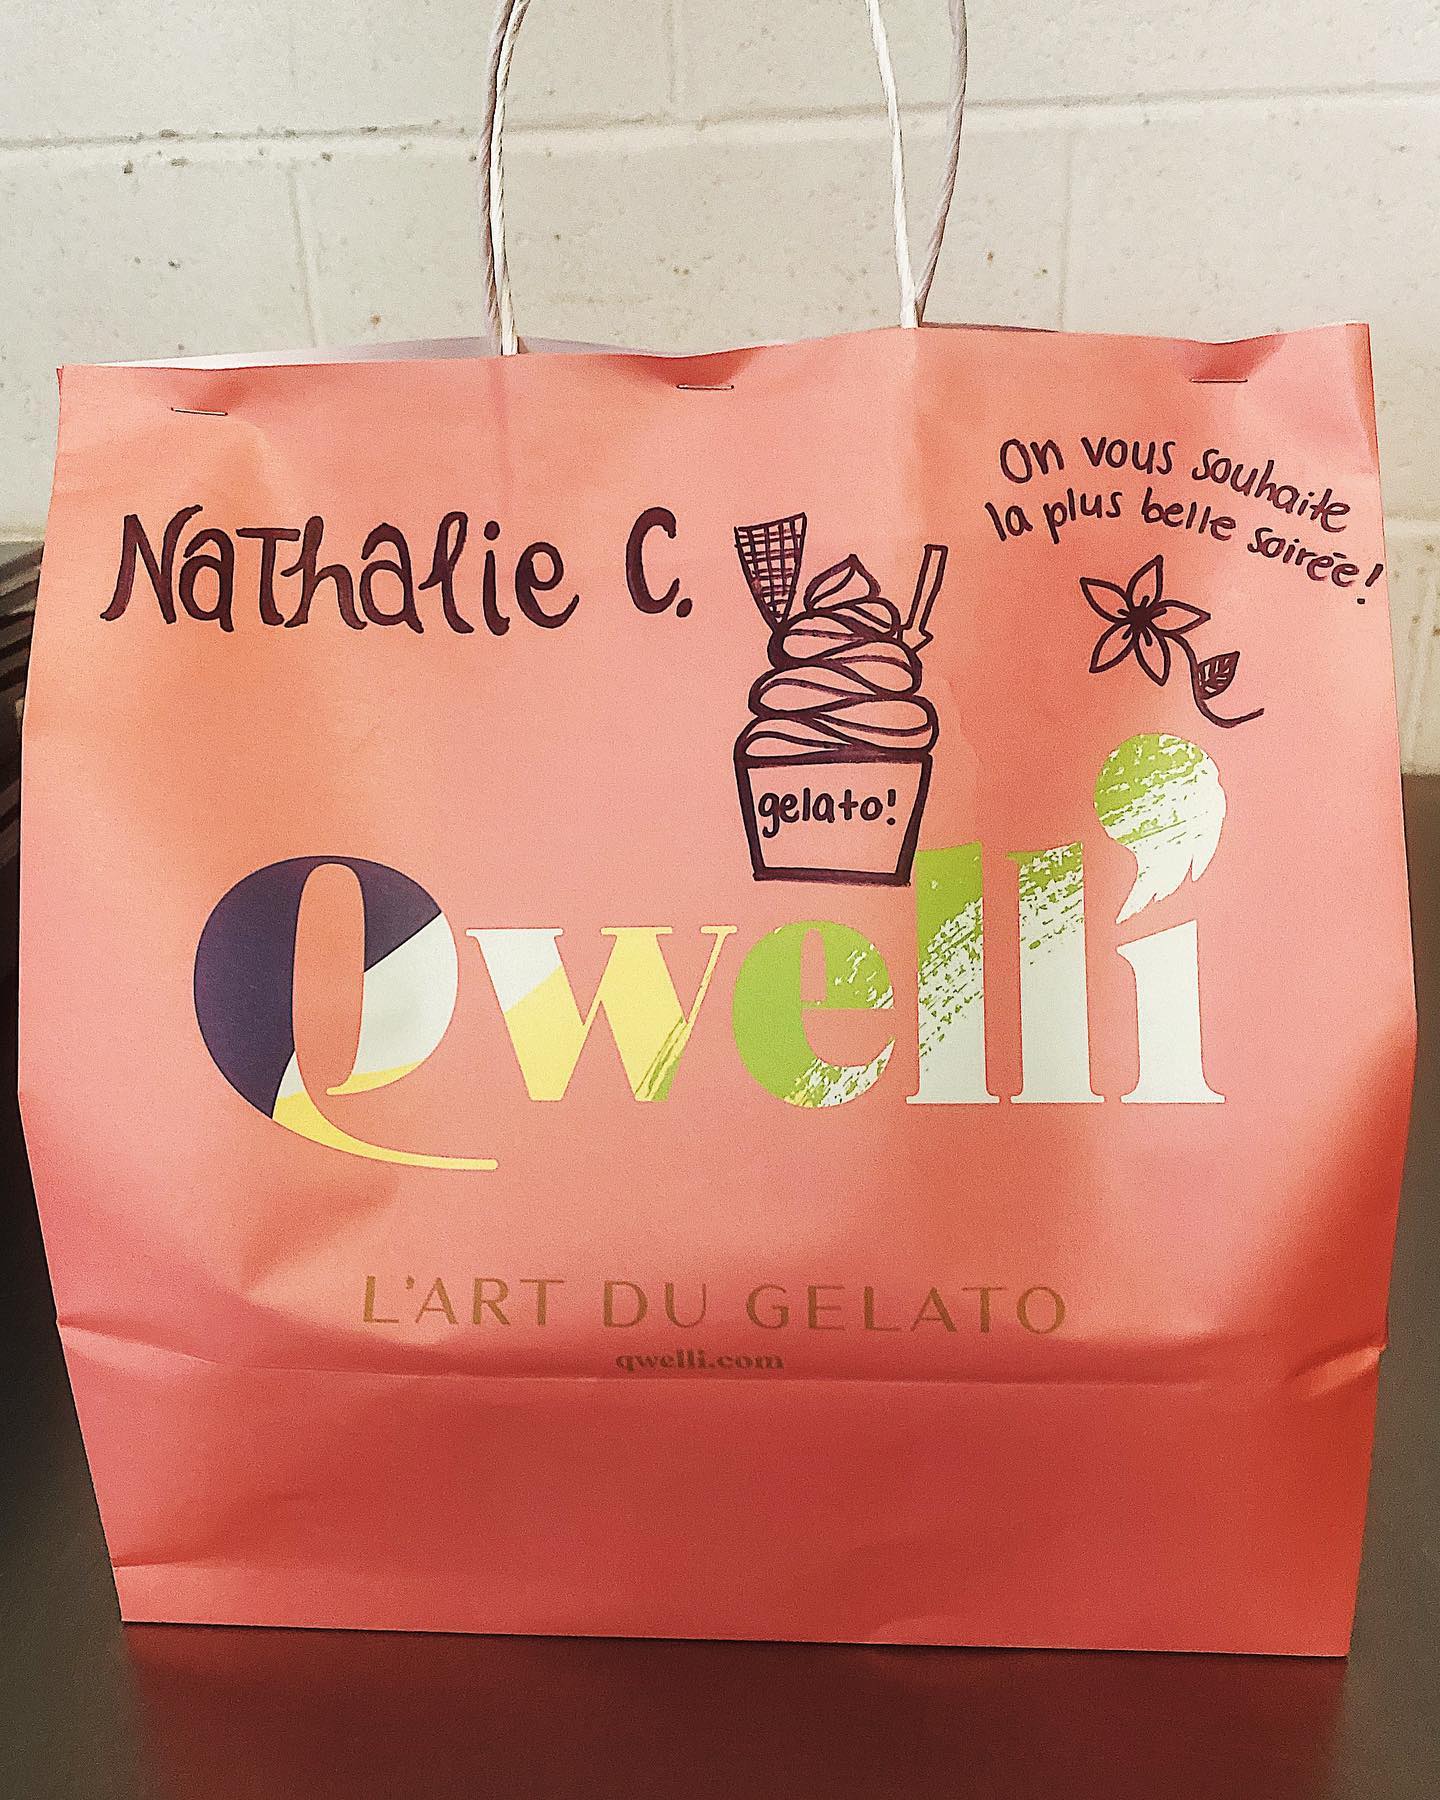 Nathalie C.
On vous souhaite
la plus belle soirée!
gelato!
Qwelli
L'ART DU GELATO
qwelli.com